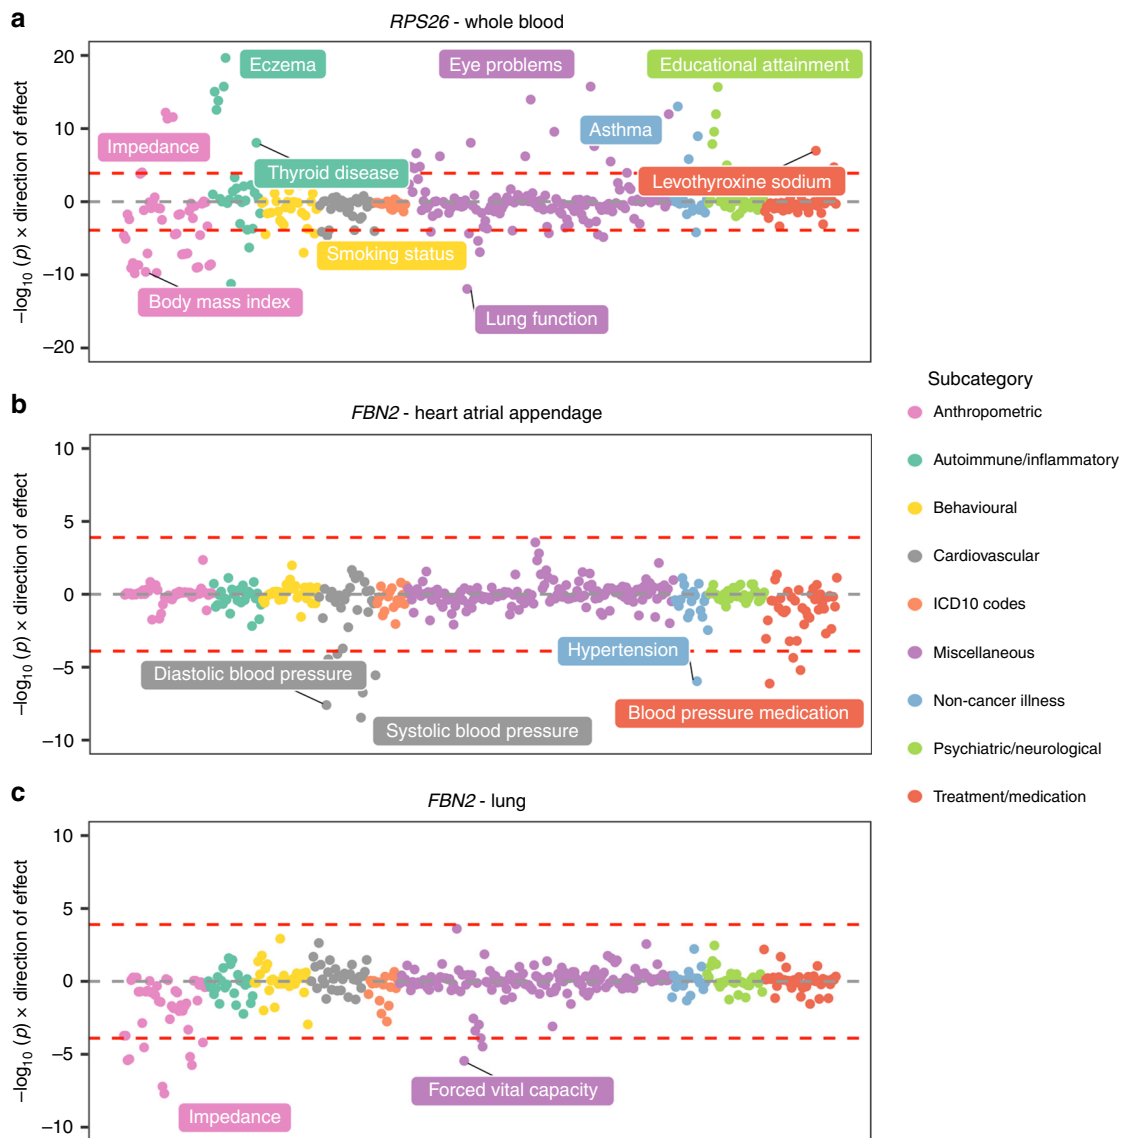 a
RPS26 - whole blood
−log10 (p) × direction of effect
20
10
0
−10
−20
Eczema
Eye problems
Educational attainment
Asthma
Impedance
Thyroid disease
Levothyroxine sodium
Smoking status
Body mass index
Lung function
b
FBN2 - heart atrial appendage
−log10 (p) × direction of effect
10
5
0
−5
−10
Hypertension
Diastolic blood pressure
Blood pressure medication
Systolic blood pressure
c
FBN2 - lung
−log10 (p) × direction of effect
10
5
0
−5
−10
Forced vital capacity
Impedance
Subcategory
Anthropometric
Autoimmune/inflammatory
Behavioural
Cardiovascular
ICD10 codes
Miscellaneous
Non-cancer illness
Psychiatric/neurological
Treatment/medication